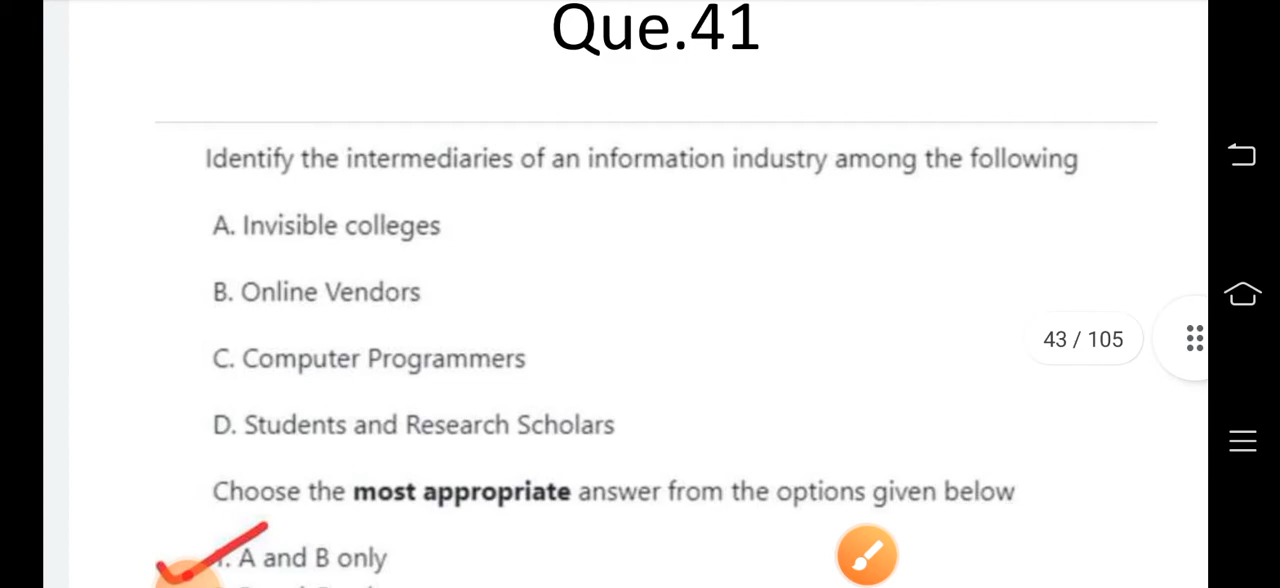 Que.41
Identify the intermediaries of an information industry among the following
A. Invisible colleges
B. Online Vendors
43 / 105
C. Computer Programmers
D. Students and Research Scholars
Choose the most appropriate answer from the options given below
1. A and B only